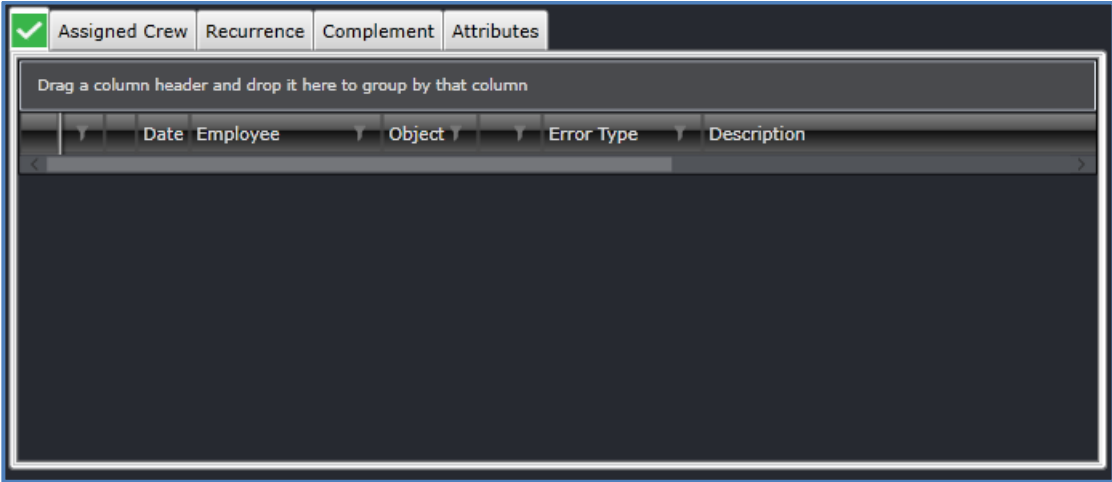 Assigned Crew Recurrence Complement Attributes
Drag a column header and drop it here to group by that column
Date Employee Object Error Type Description